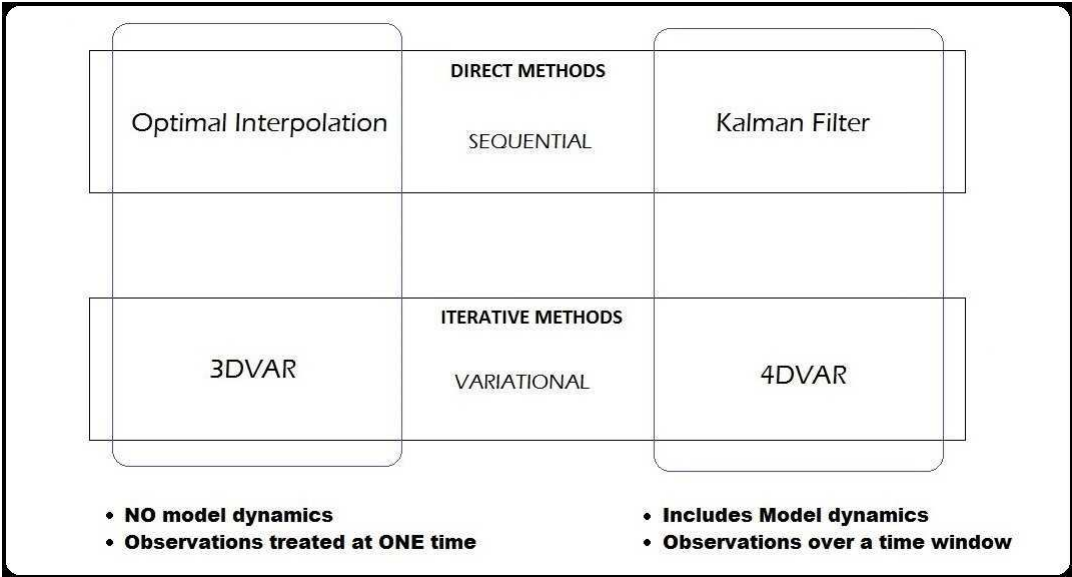 DIRECT METHODS
Optimal Interpolation
SEQUENTIAL
Kalman Filter
ITERATIVE METHODS
3DVAR
VARIATIONAL
4DVAR
• NO model dynamics
• Observations treated at ONE time
• Includes Model dynamics
• Observations over a time window